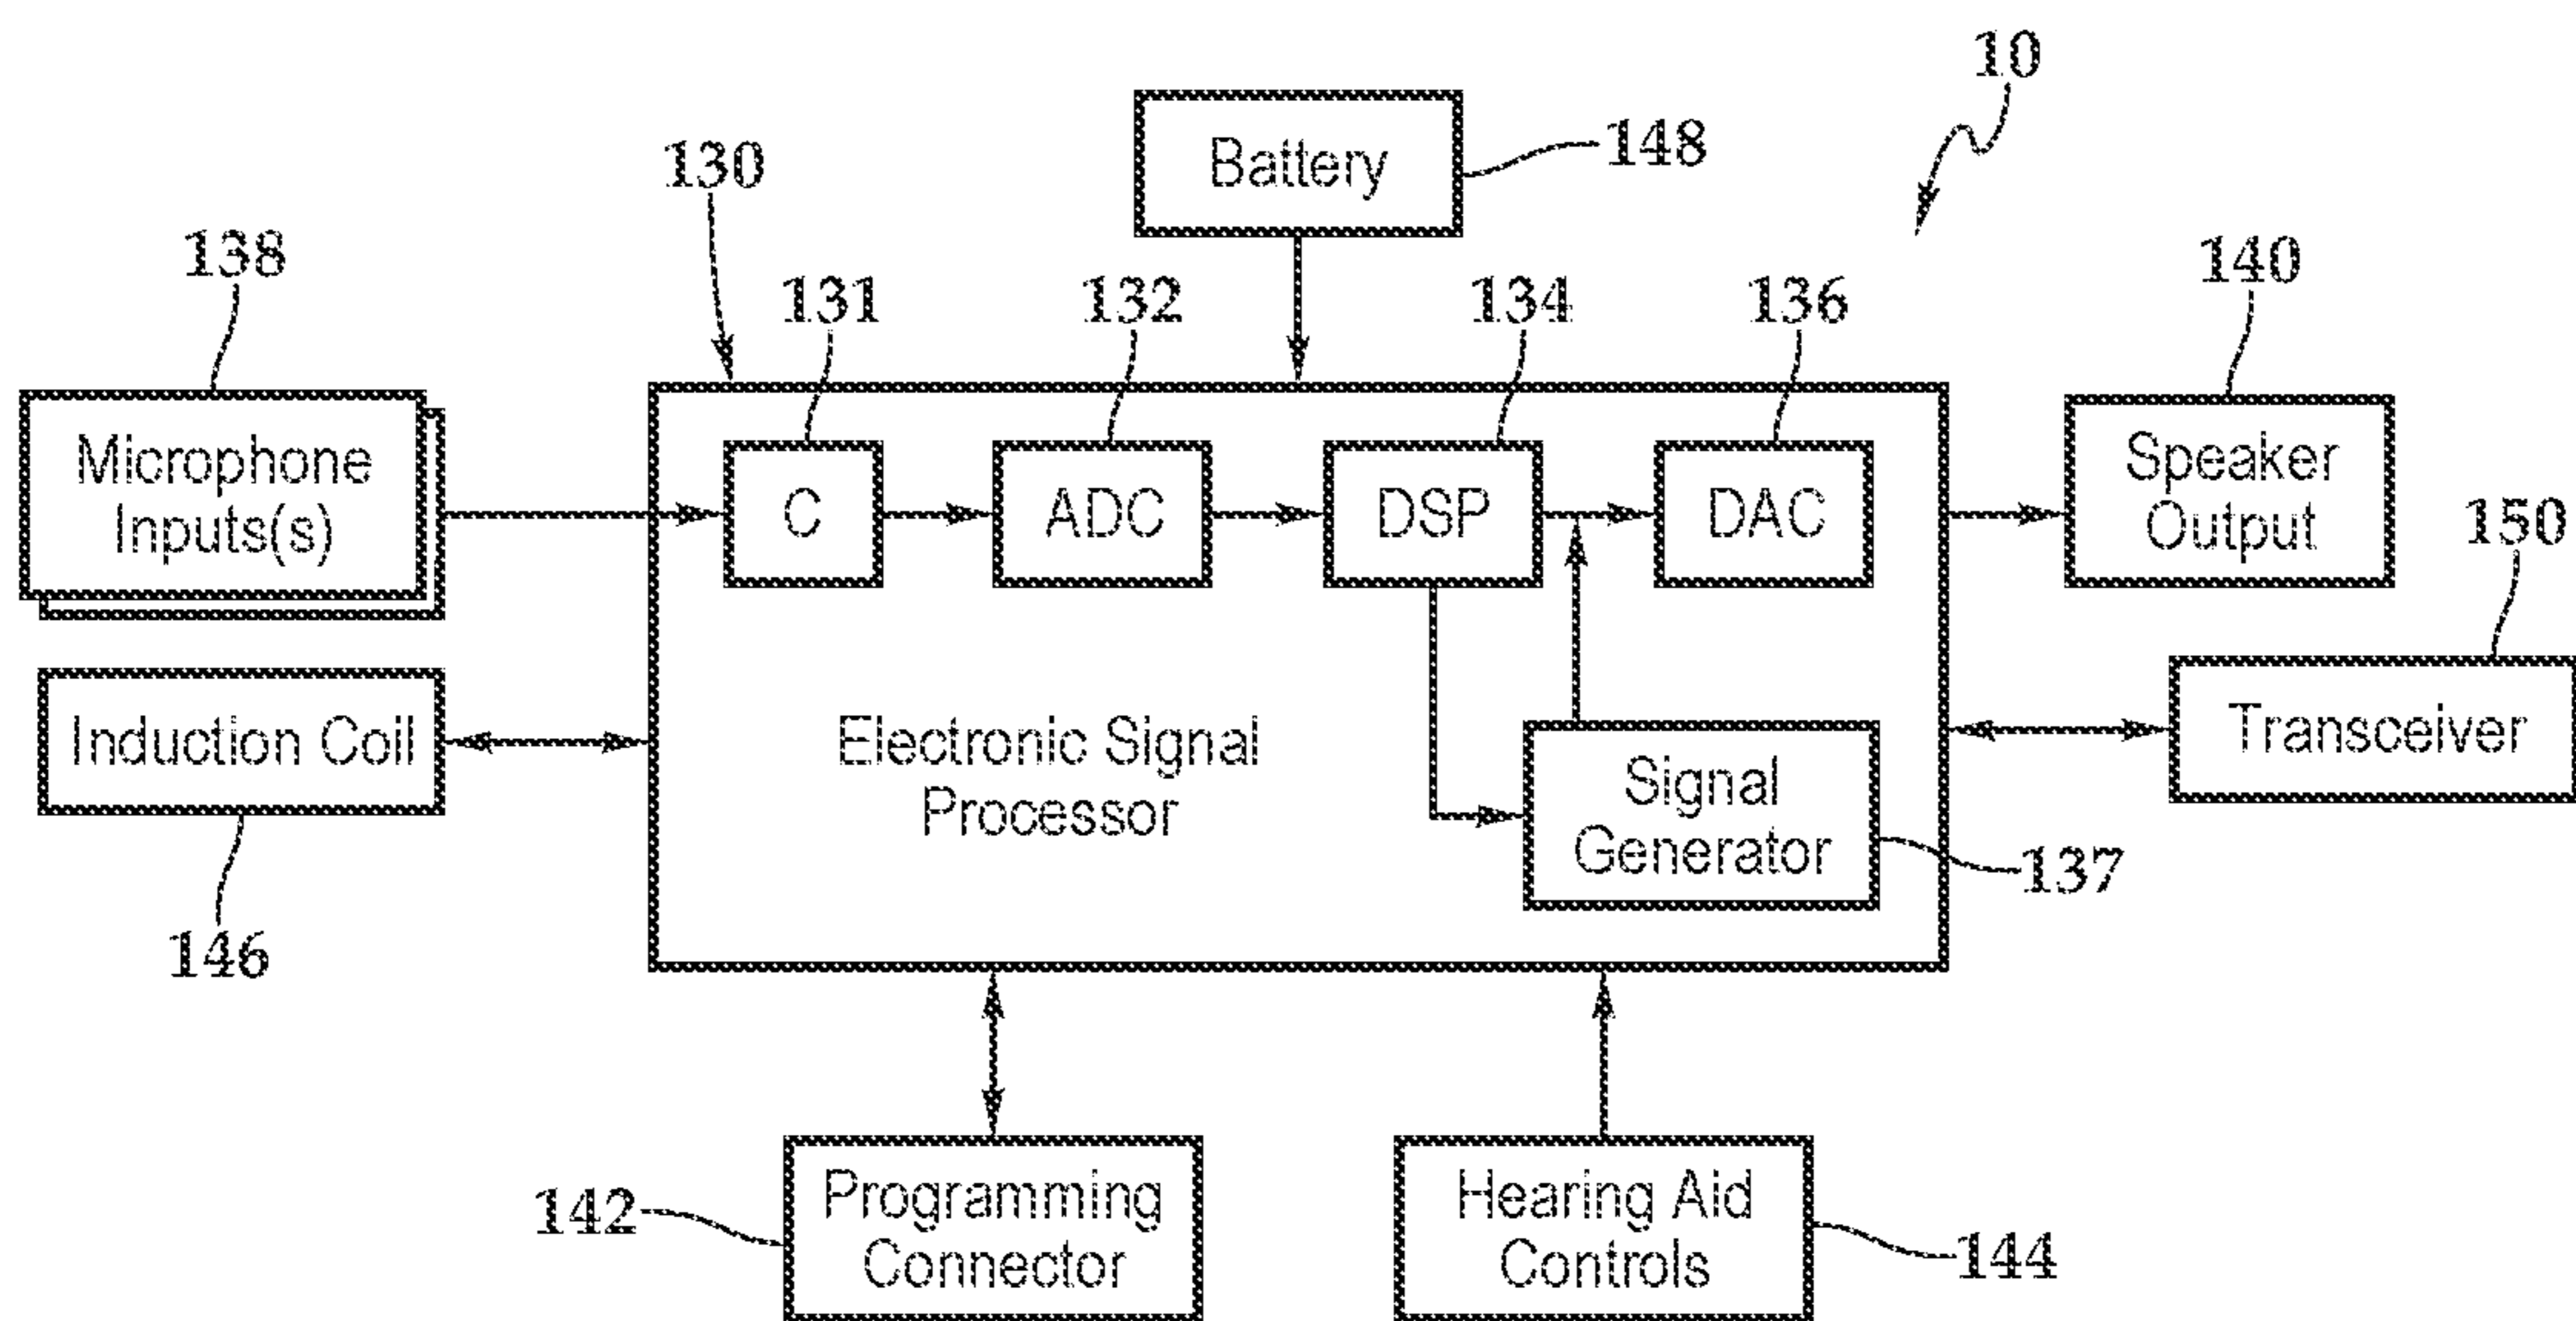 10
Battery
148
130
138
131
132
134
136
140
Microphone
Inputs(s)
C
ADC
DSP
DAC
Speaker
Output
150
Induction Coil
Electronic Signal
Processor
Signal
Generator
Transceiver
137
146
Programming
Connector
142
Hearing Aid
Controls
144